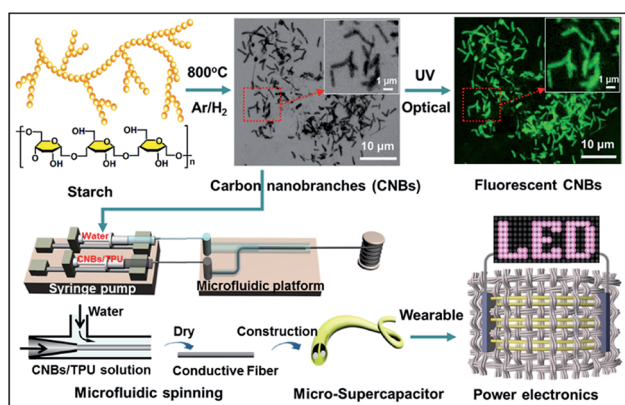 800°C
Ar/H₂
1 μm
10 μm
UV
Optical
1 μm
10 μm
OH
HO
OH
HO
OH
O
O
O
O
O
O
O
OH
OH
OH
n
Starch
Carbon nanobranches (CNBs)
Fluorescent CNBs
Water
CNBs/TPU
Syringe pump
Microfluidic platform
LED
Water
CNBs/TPU solution
Dry
Conductive Fiber
Construction
Wearable
Microfluidic spinning
Micro-Supercapacitor
Power electronics